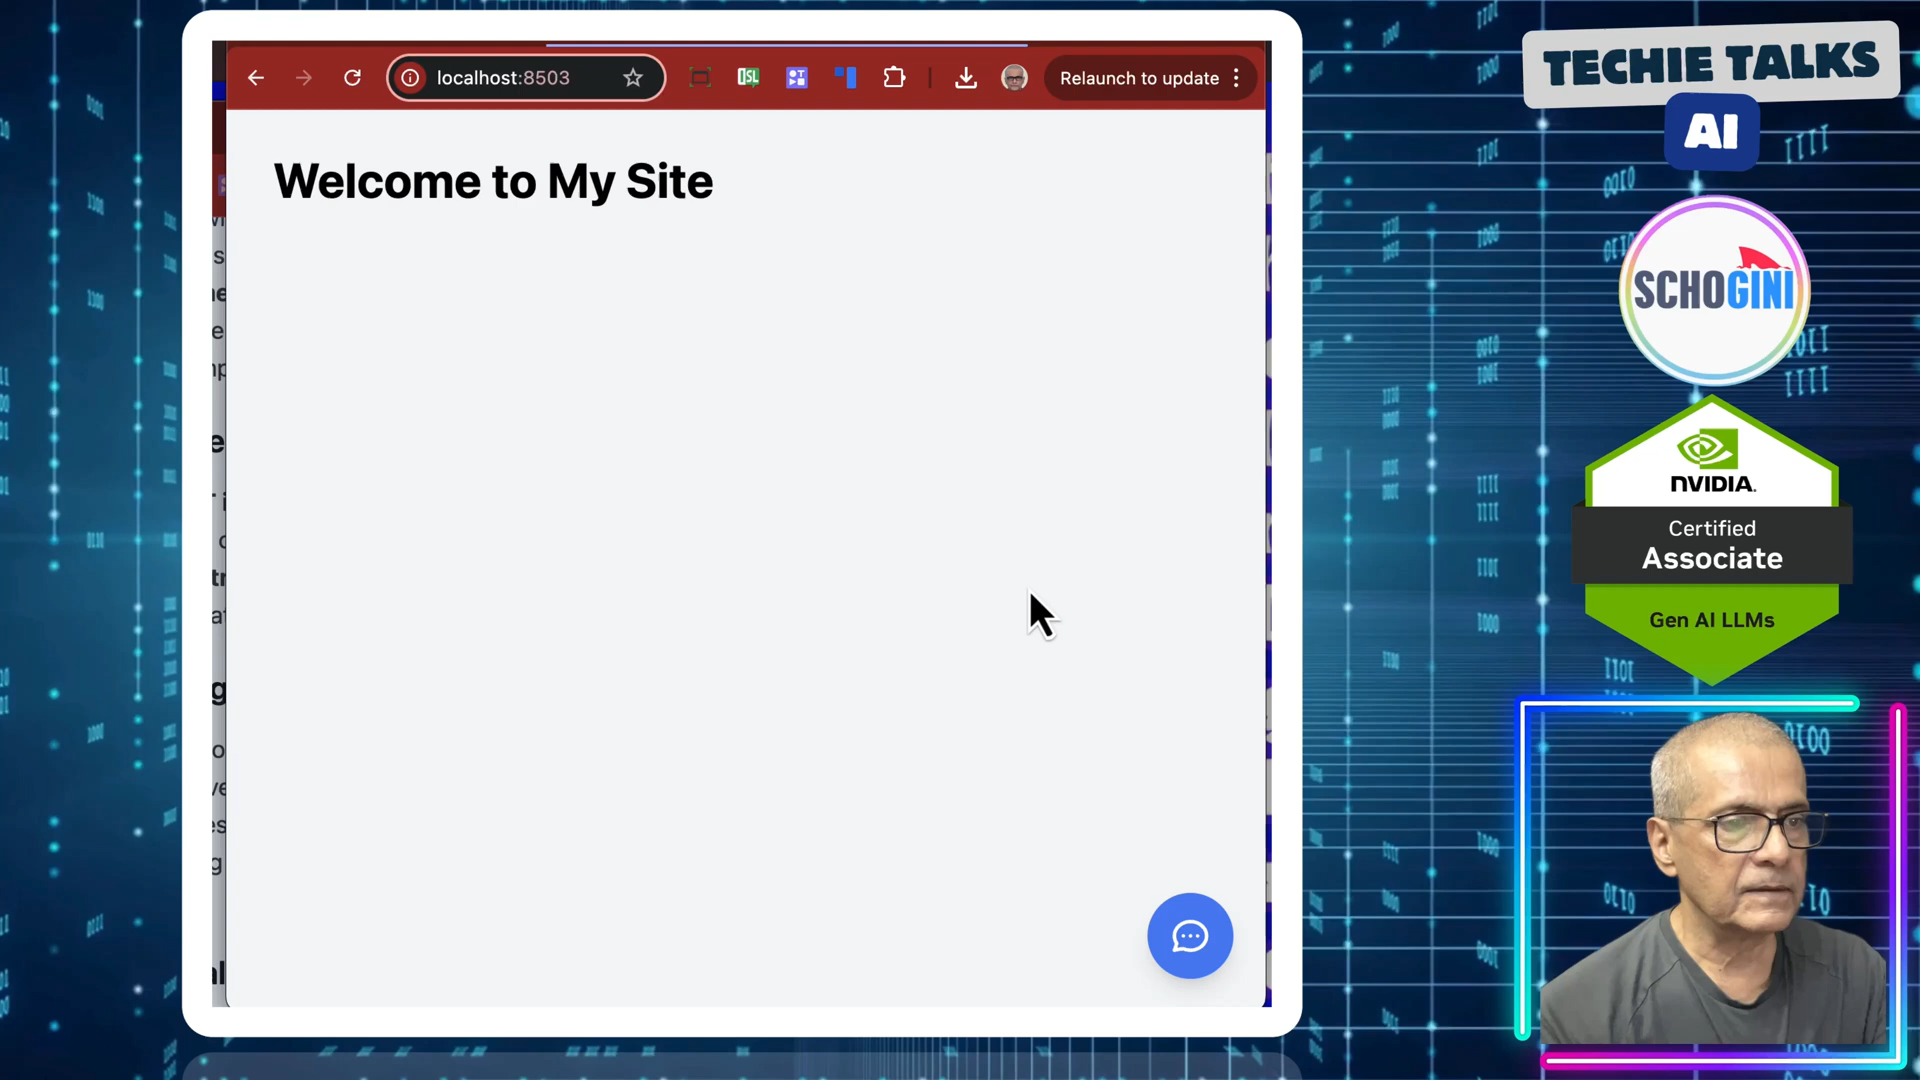 localhost:8503
Relaunch to update
Welcome to My Site
TECHIE TALKS
AI
SCHOGINI
NVIDIA.
Certified
Associate
Gen AI LLMs